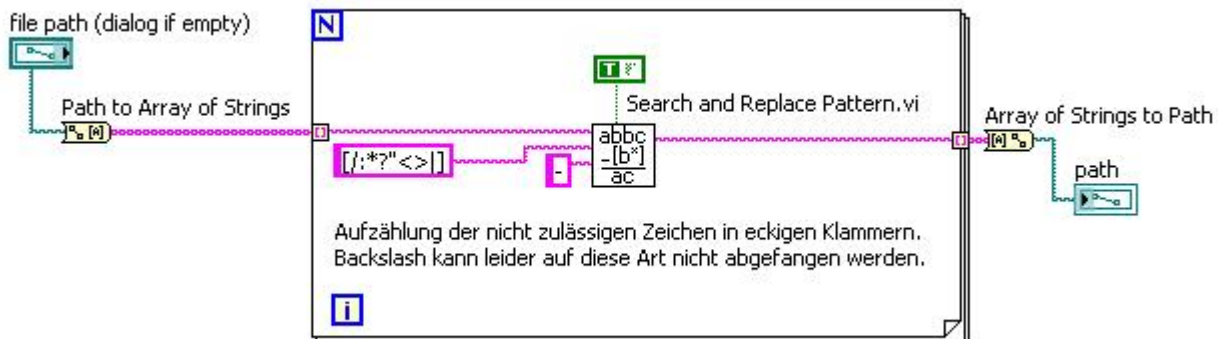 file path (dialog if empty)
N
T
Path to Array of Strings
Search and Replace Pattern.vi
Array of Strings to Path
[A]
abbc
[A]
[/:*?"<>|]
-[b*]
-
ac
path
Aufzählung der nicht zulässigen Zeichen in eckigen Klammern.
Backslash kann leider auf diese Art nicht abgefangen werden.
i